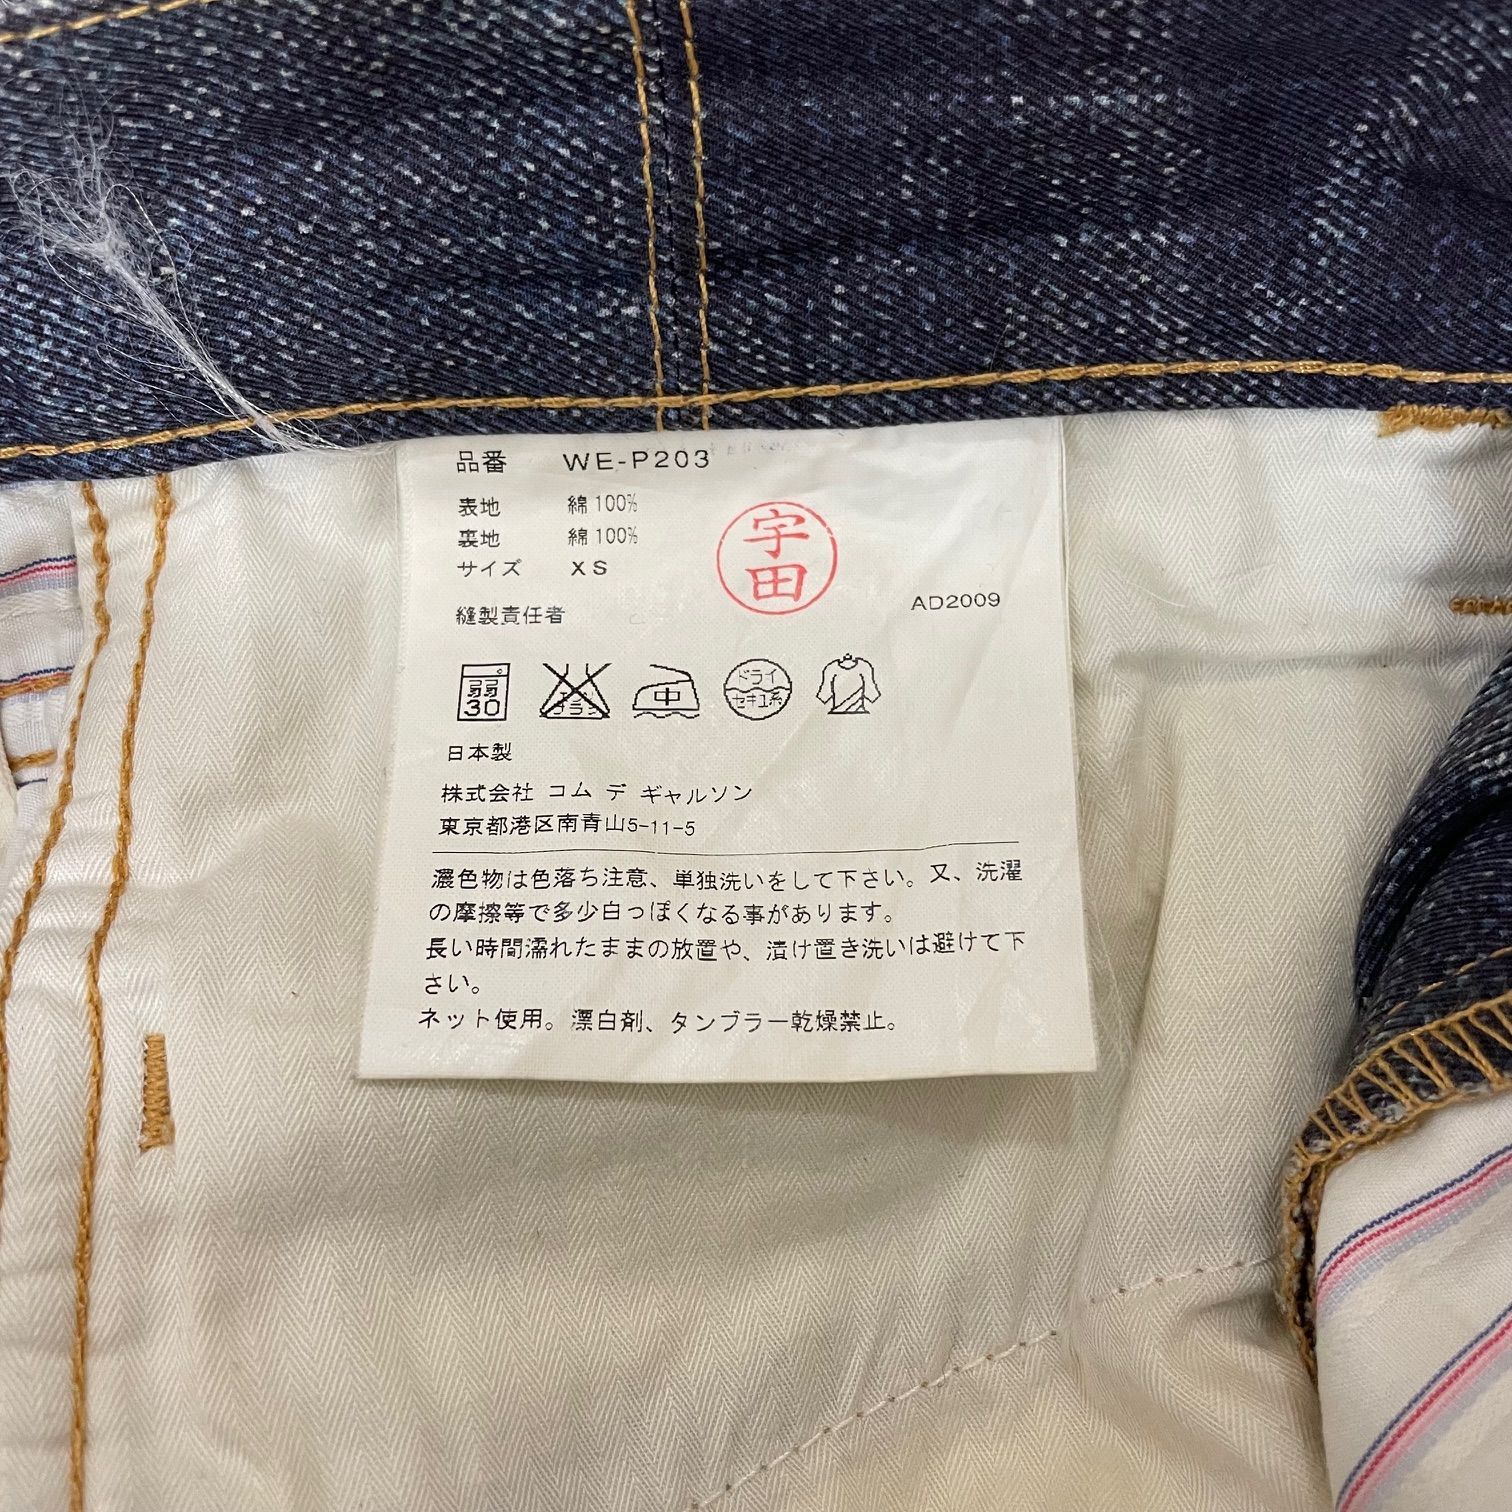 品番 WE-P203
表地 綿 100%
裏地 綿 100%
サイズ XS
縫製責任者
宇田
AD2009
弱 30
エンソサラシ
中
ドライ
セキユ系
日本製
株式会社 コム デ ギャルソン
東京都港区南青山5-11-5
濃色物は色落ち注意、単独洗いをして下さい。又、洗濯
の摩擦等で多少白っぽくなる事があります。
長い時間濡れたままの放置や、漬け置き洗いは避けて下
さい。
ネット使用。漂白剤、タンブラー乾燥禁止。